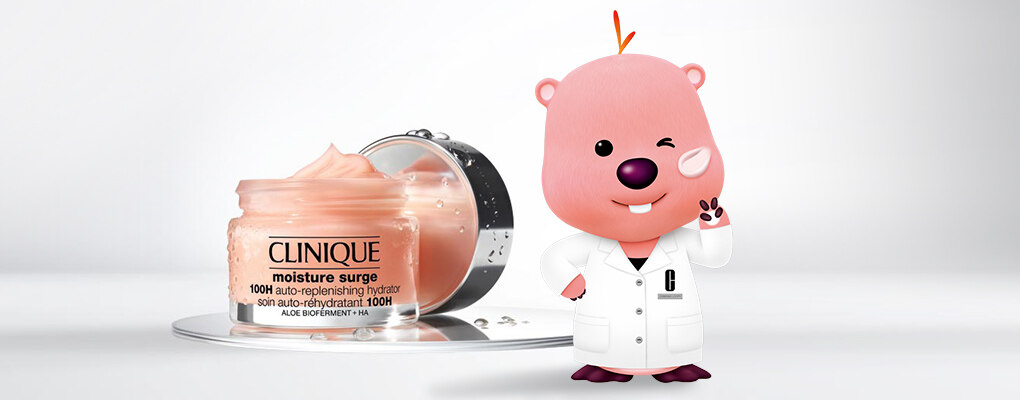 CLINIQUE
moisture surge
100H auto-replenishing hydrator
soin auto-réhydratant 100H
ALOE BIOFERMENT + HA
C